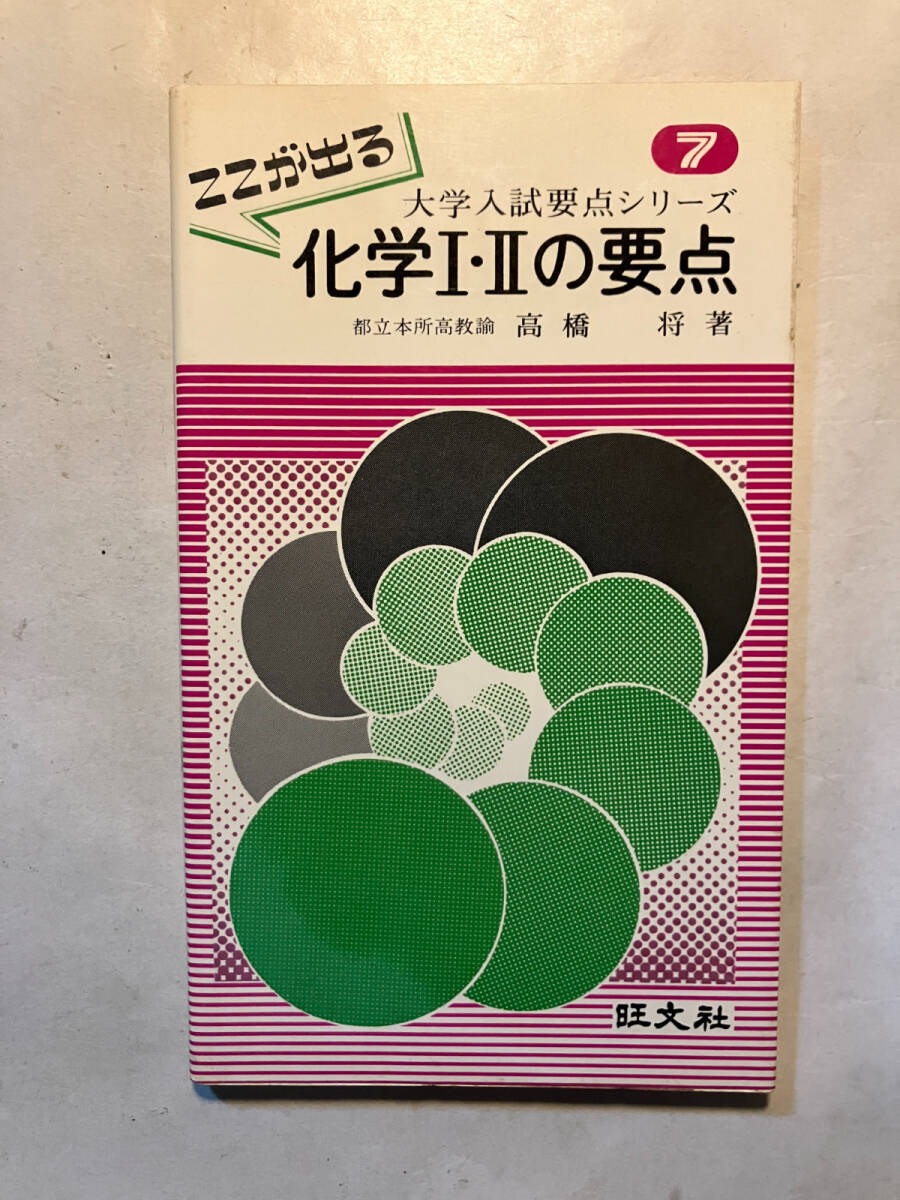 ここが出る
7
大学入試要点シリーズ
化学Ⅰ・Ⅱの要点
都立本所高教諭 高橋 将著
旺文社